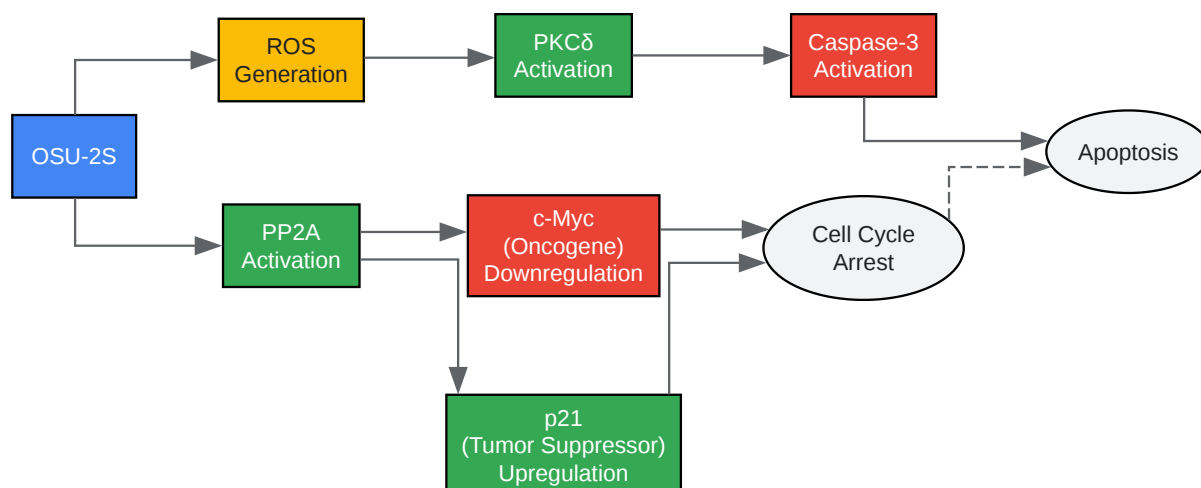 ROS
Generation
PKCδ
Activation
Caspase-3
Activation
OSU-2S
Apoptosis
PP2A
Activation
c-Myc
(Oncogene)
Downregulation
Cell Cycle
Arrest
p21
(Tumor Suppressor)
Upregulation